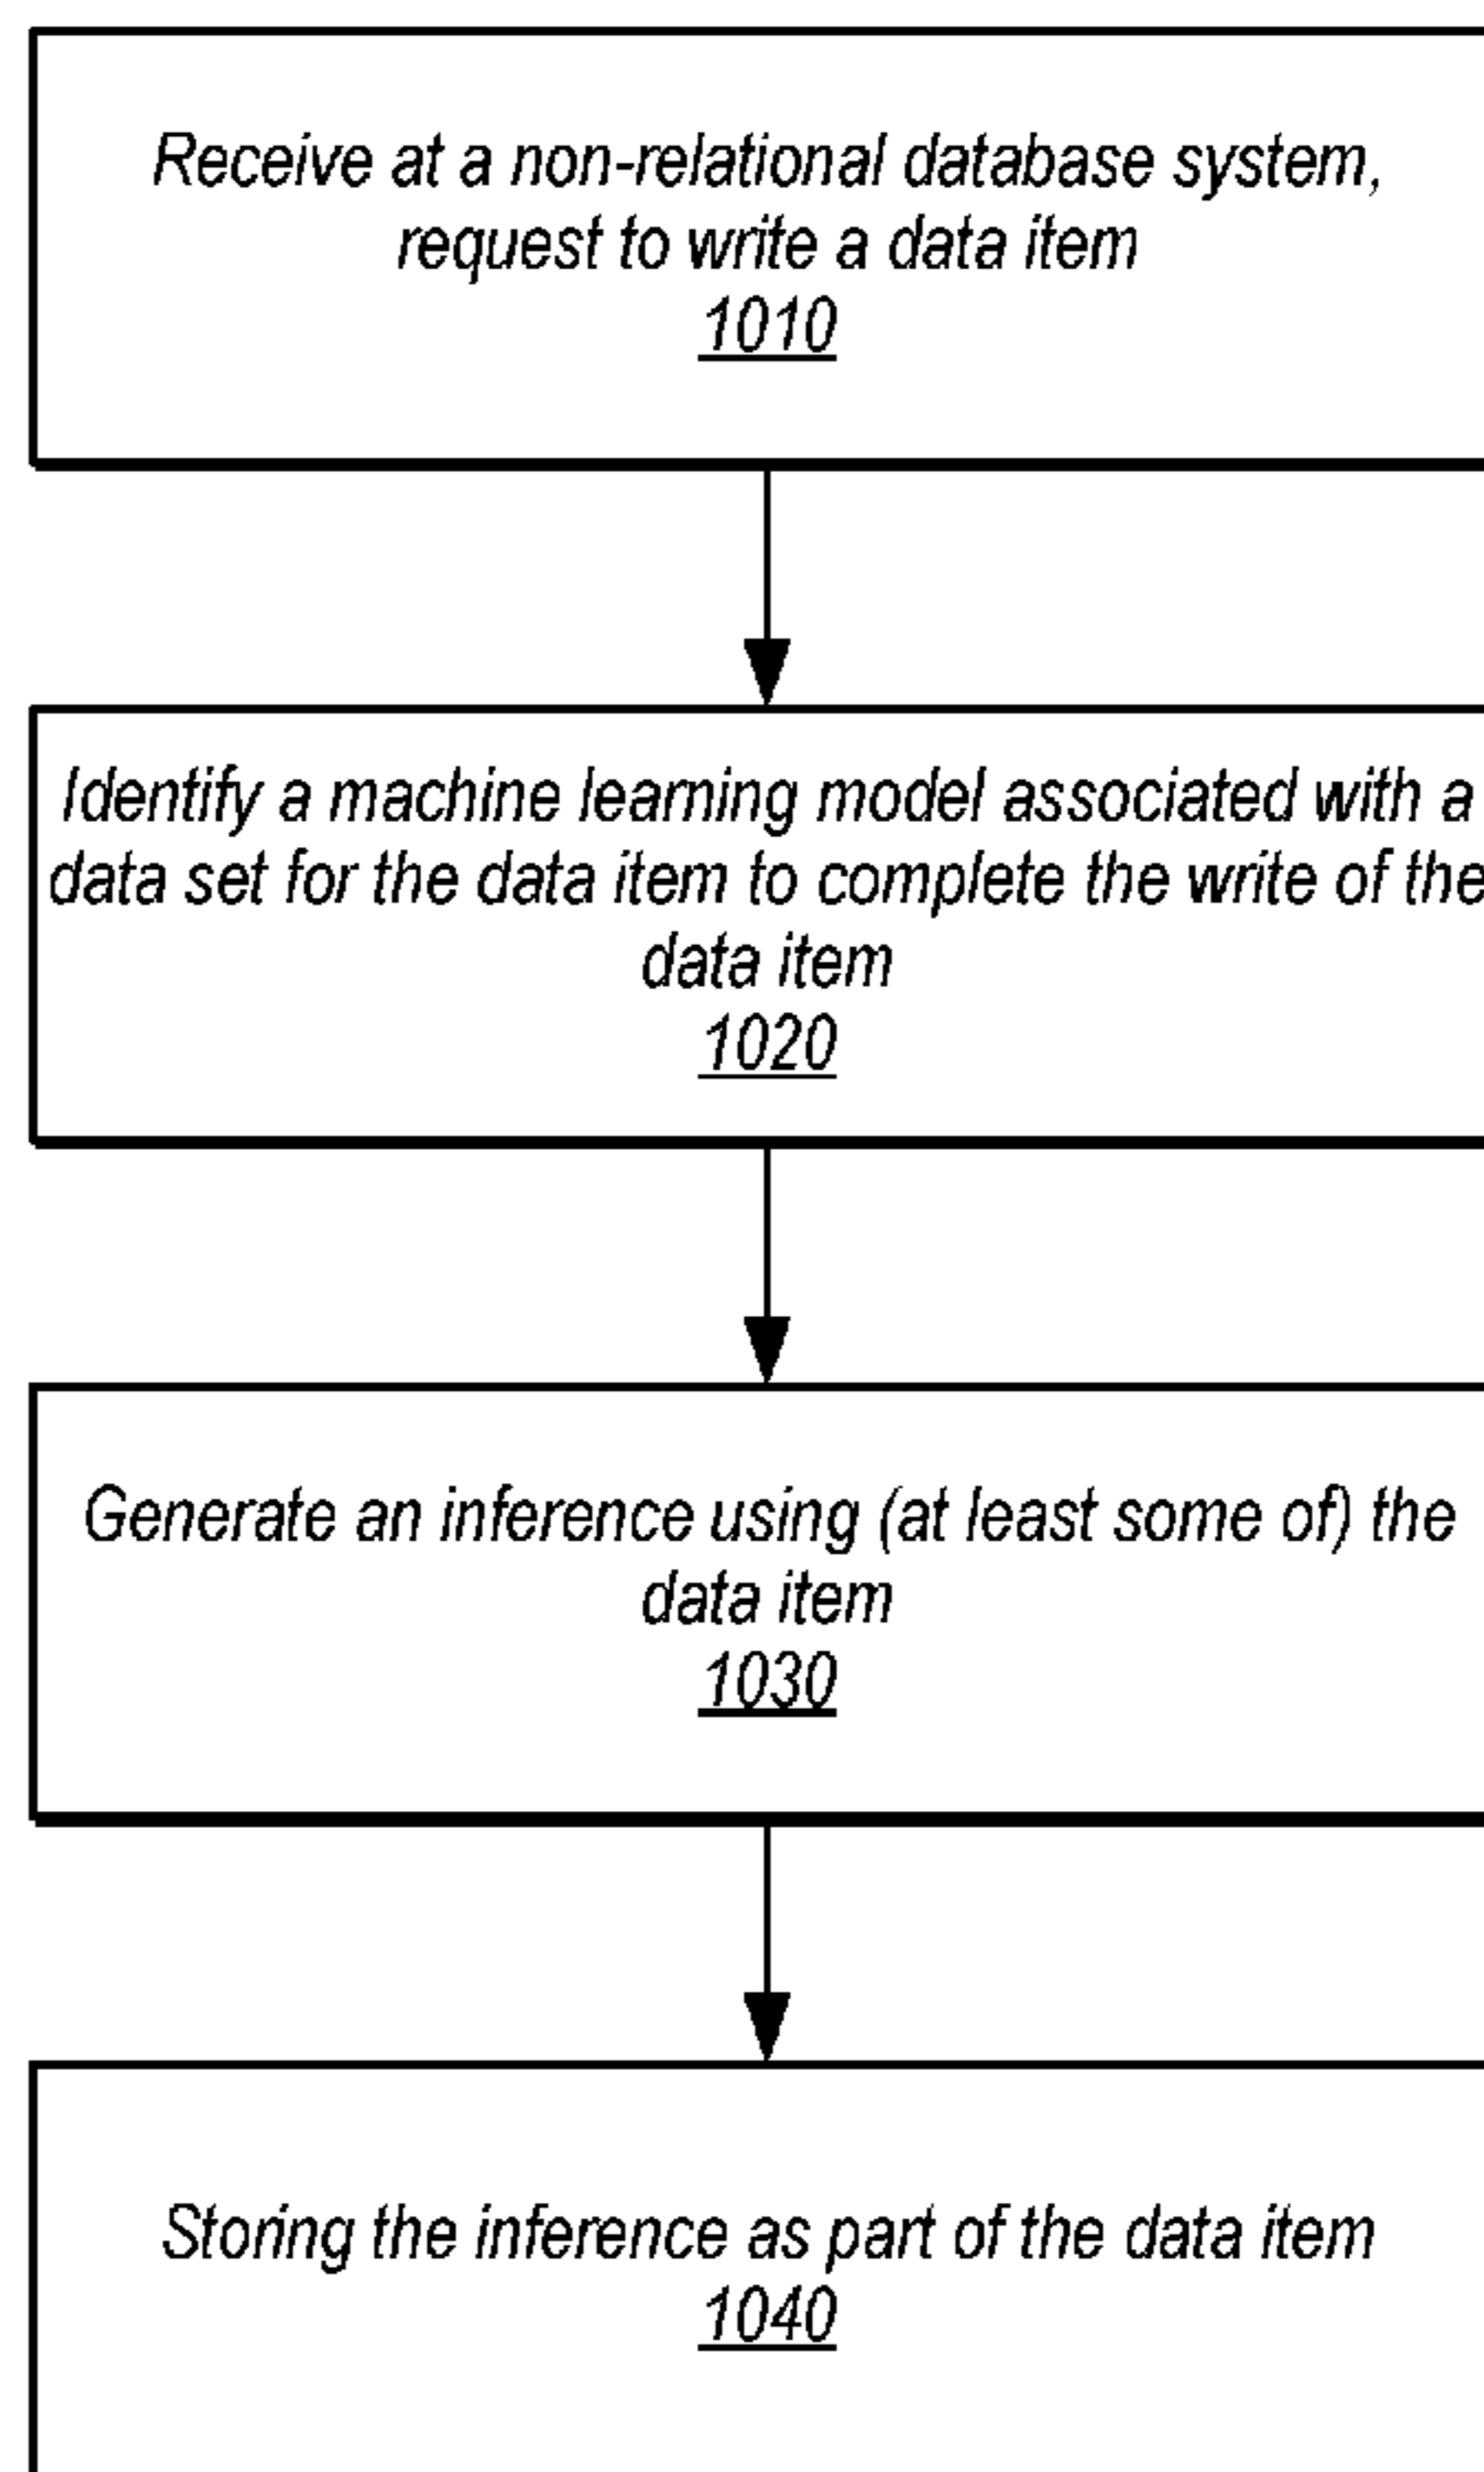 Receive at a non-relational database system,
request to write a data item
1010
Identify a machine learning model associated with a
data set for the data item to complete the write of the
data item
1020
Generate an inference using (at least some of) the
data item
1030
Storing the inference as part of the data item
1040